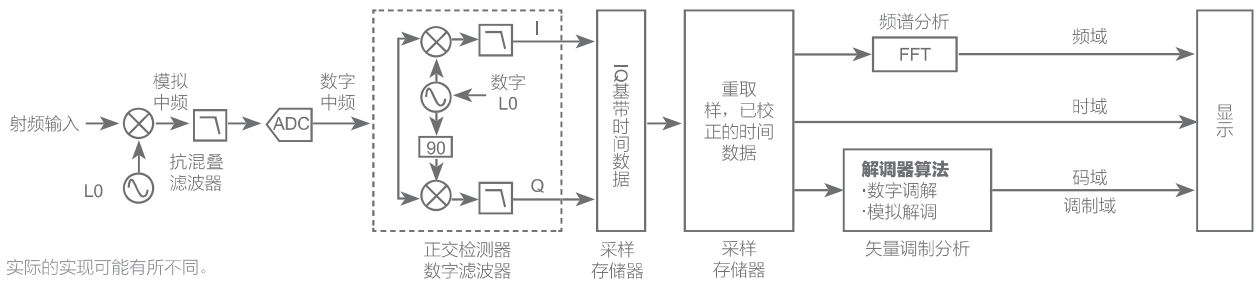 射频输入
L0
模拟
中频
抗混叠
滤波器
ADC
数字
中频
I
数字
L0
90
Q
正交检测器
数字滤波器
IQ基带时间数据
采样
存储器
重取
样，已校
正的时间
数据
采样
存储器
频谱分析
FFT
频域
时域
解调器算法
·数字调解
·模拟解调
矢量调制分析
码域
调制域
显示
实际的实现可能有所不同。